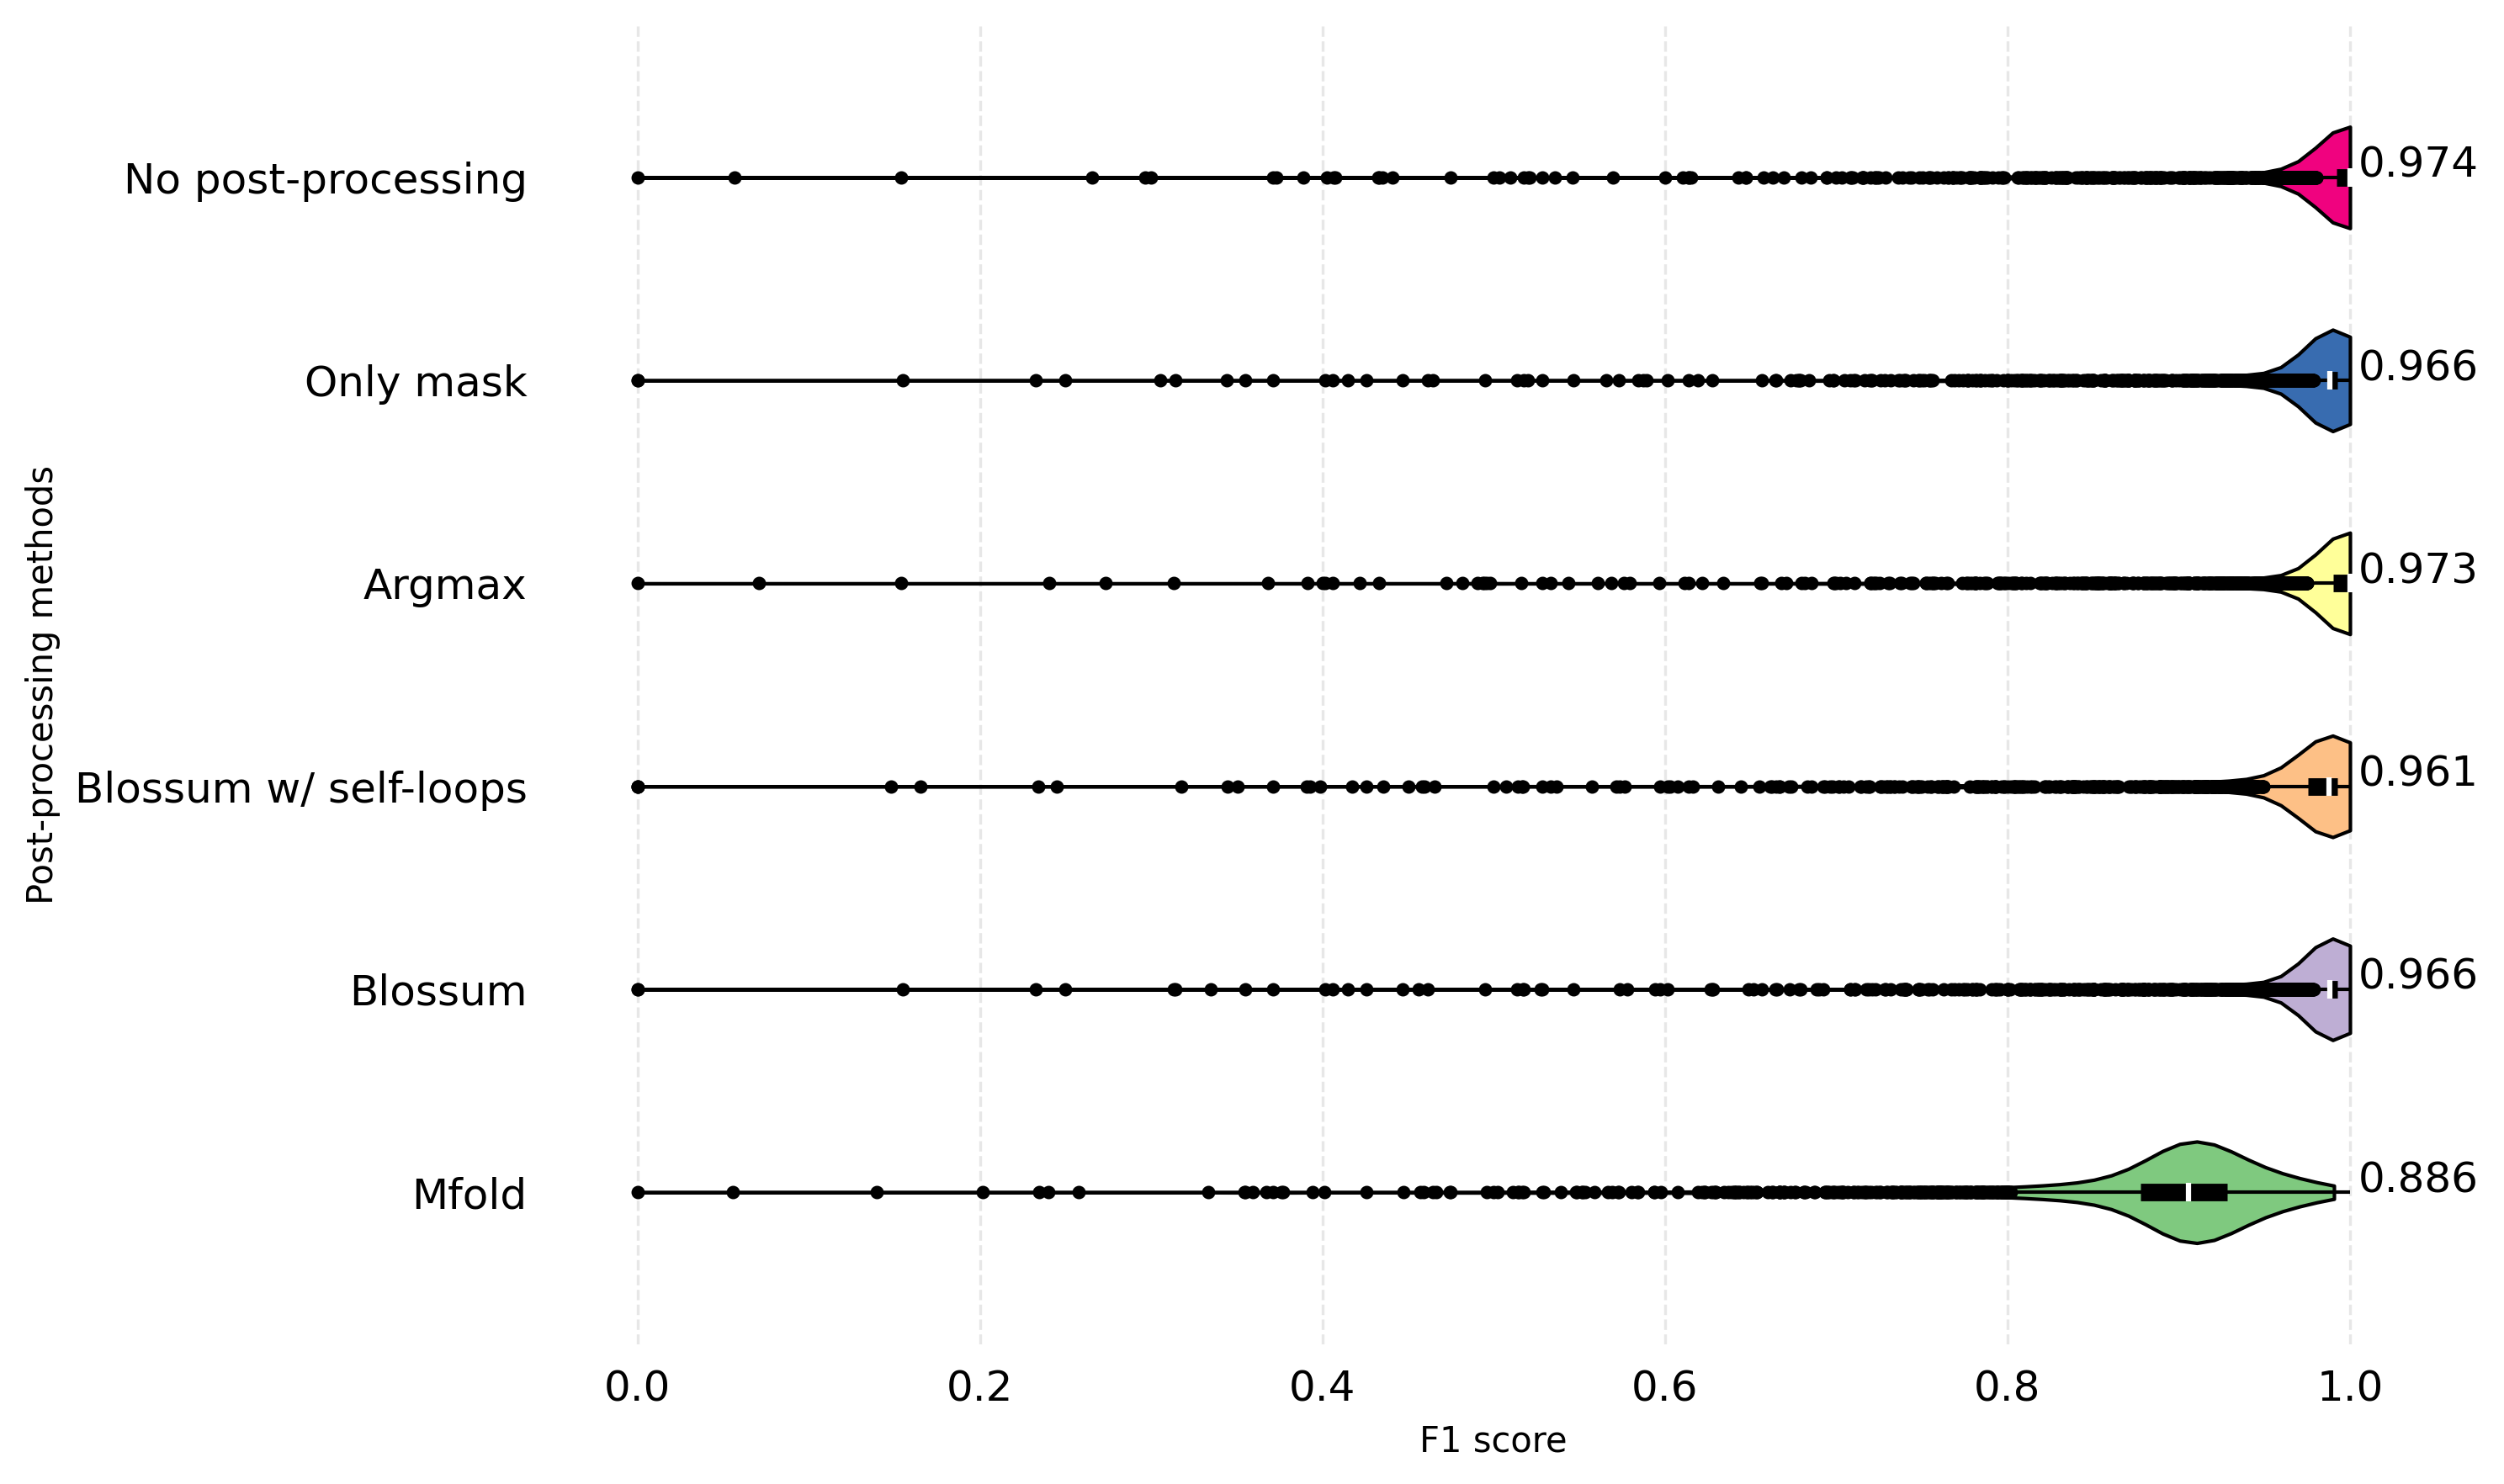 No post-processing
0.974
Only mask
0.966
Argmax
0.973
Blossum w/ self-loops
0.961
Blossum
0.966
Mfold
0.886
Post-processing methods
0.0 0.2 0.4 0.6 0.8 1.0
F1 score